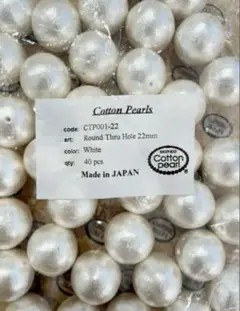 Cotton Pearls
code: CTP001-22
art: Round Thru Hole 22mm
color: White
qty: 40 pcs
Made in JAPAN
Cotton
pearl